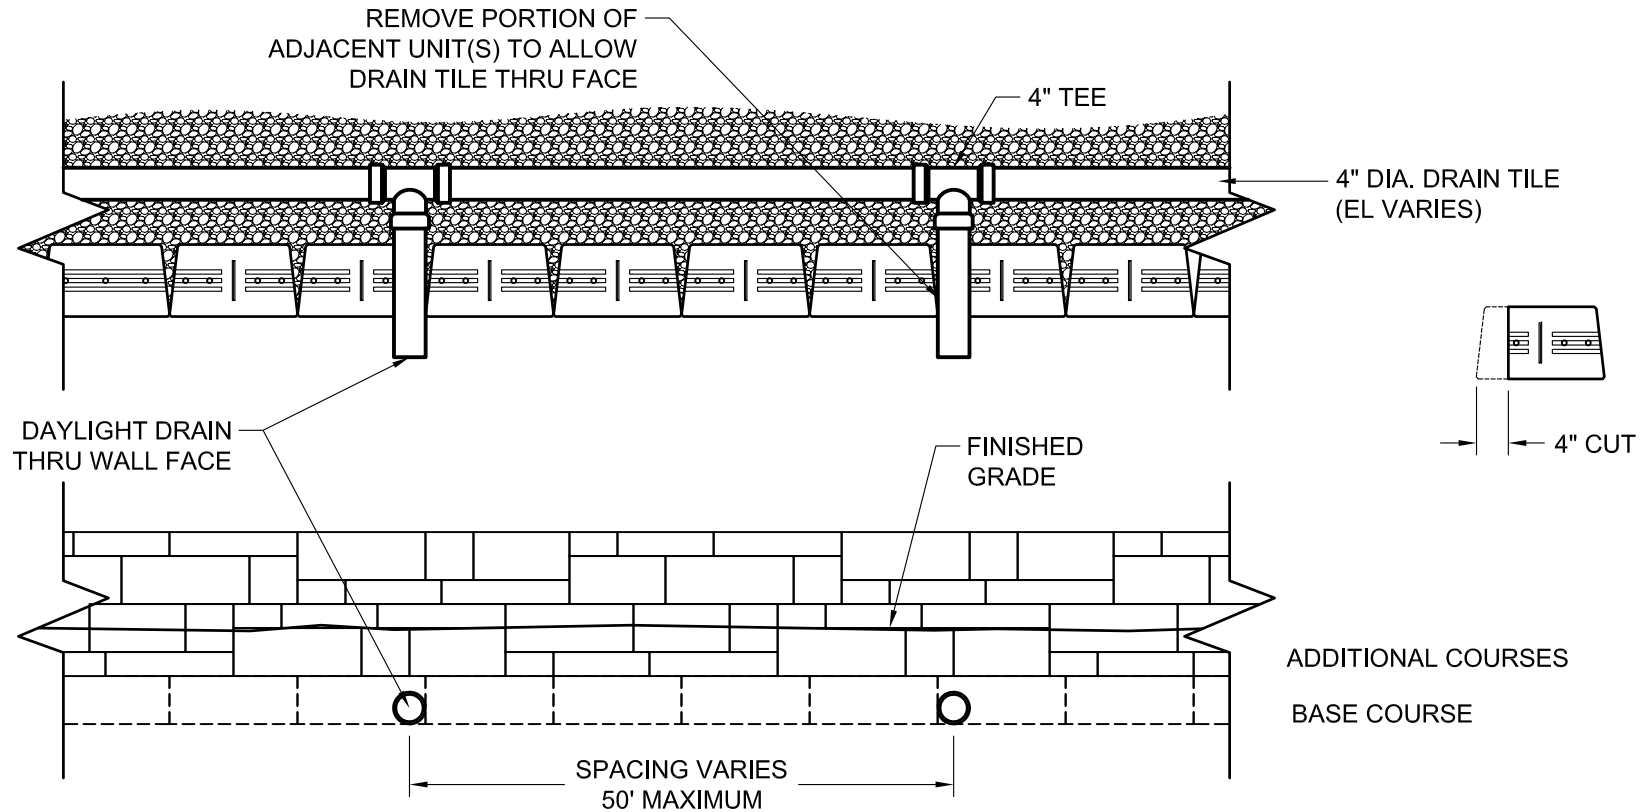 REMOVE PORTION OF
ADJACENT UNIT(S) TO ALLOW
DRAIN TILE THRU FACE
4" TEE
4" DIA. DRAIN TILE
(EL VARIES)
4" CUT
DAYLIGHT DRAIN
THRU WALL FACE
FINISHED
GRADE
ADDITIONAL COURSES
BASE COURSE
SPACING VARIES
50' MAXIMUM